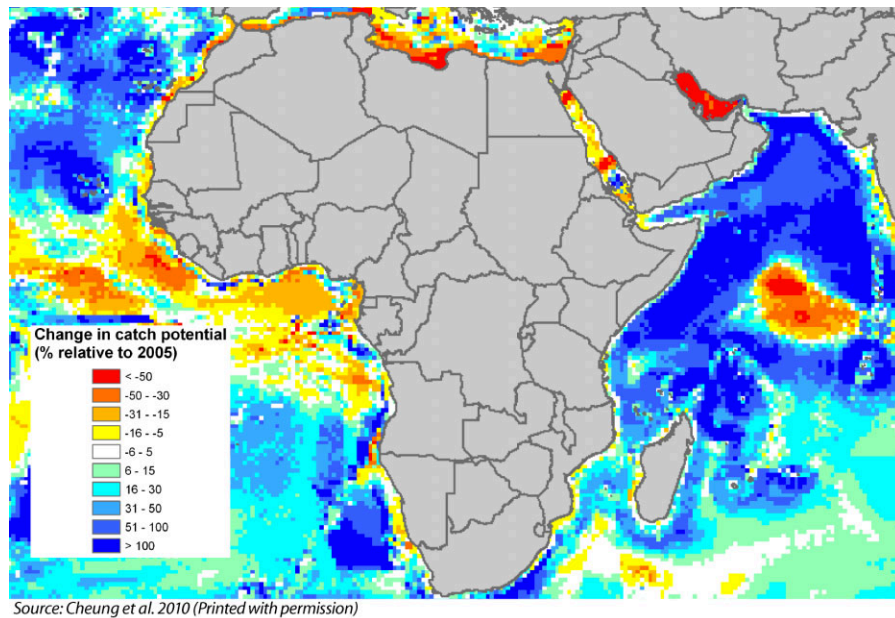 Change in catch potential
(% relative to 2005)
< -50
-50 - -30
-31 - -15
-16 - -5
-6 - 5
6 - 15
16 - 30
31 - 50
51 - 100
> 100
Source: Cheung et al. 2010 (Printed with permission)